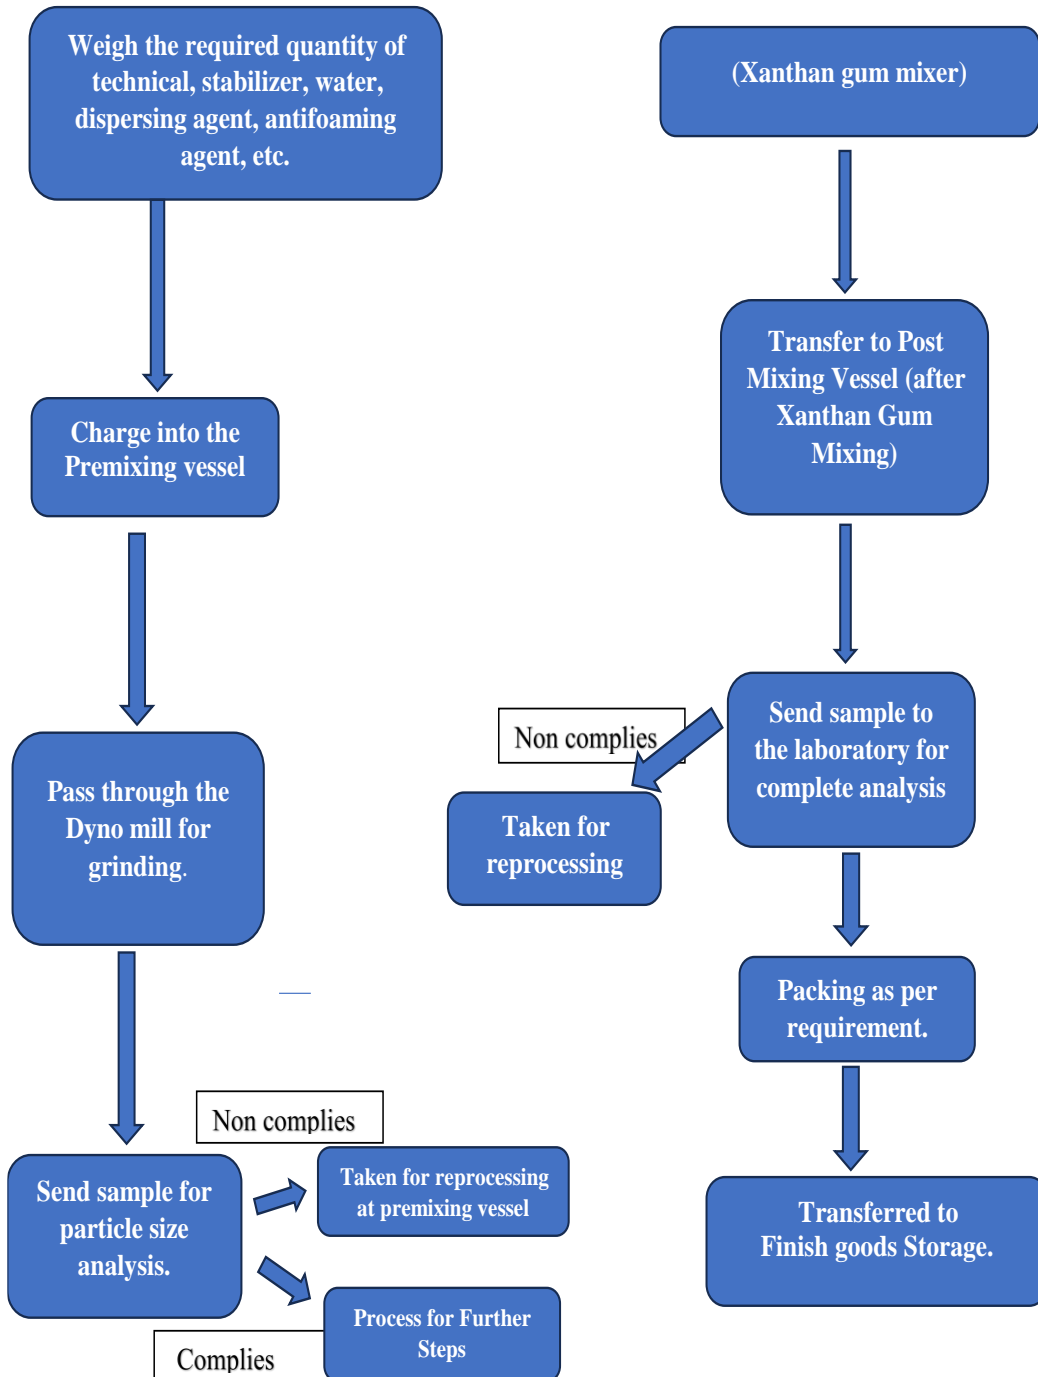 Weigh the required quantity of
technical, stabilizer, water,
dispersing agent, antifoaming
agent, etc.
Charge into the
Premixing vessel
Pass through the
Dyno mill for
grinding.
Send sample for
particle size
analysis.
Non complies
Taken for reprocessing
at premixing vessel
Complies
Process for Further
Steps
(Xanthan gum mixer)
Transfer to Post
Mixing Vessel (after
Xanthan Gum
Mixing)
Send sample to
the laboratory for
complete analysis
Non complies
Taken for
reprocessing
Packing as per
requirement.
Transferred to
Finish goods Storage.